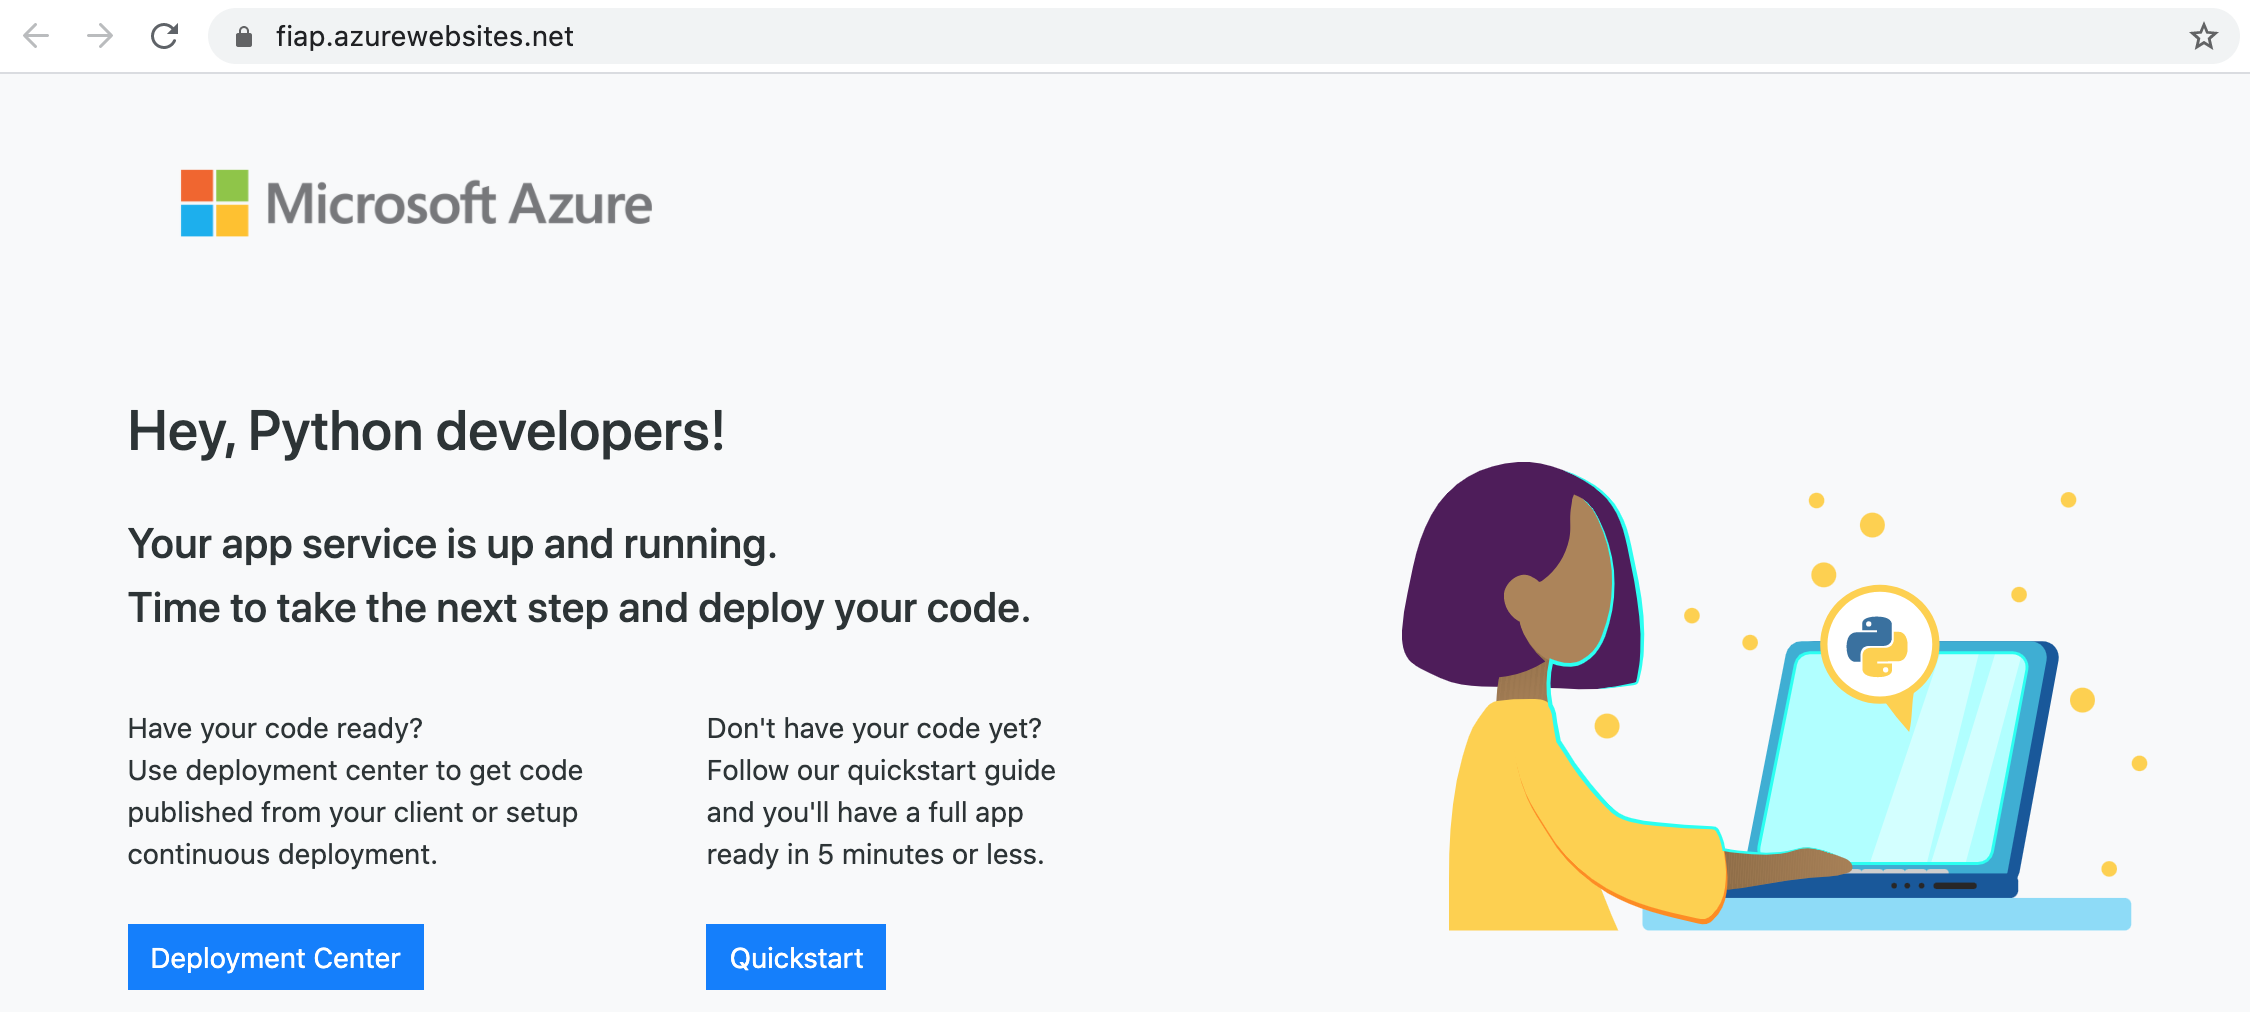 fiap.azurewebsites.net
Microsoft Azure
Hey, Python developers!
Your app service is up and running.
Time to take the next step and deploy your code.
Have your code ready?
Use deployment center to get code
published from your client or setup
continuous deployment.
Deployment Center
Don't have your code yet?
Follow our quickstart guide
and you'll have a full app
ready in 5 minutes or less.
Quickstart